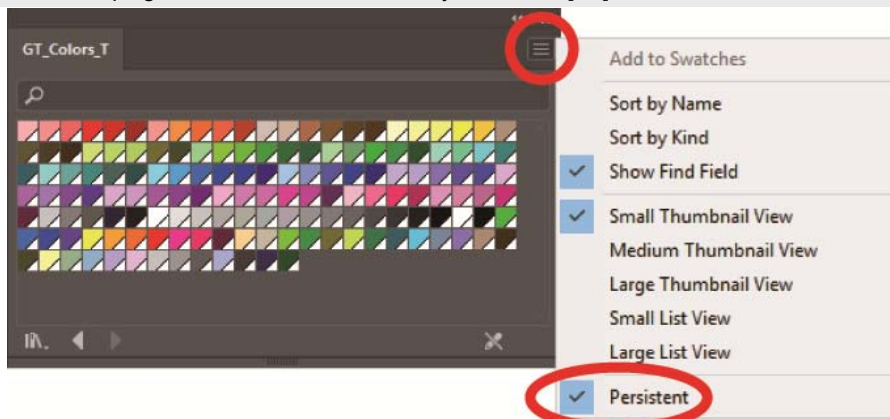 GT_Colors_T
Add to Swatches
Sort by Name
Sort by Kind
Show Find Field
Small Thumbnail View
Medium Thumbnail View
Large Thumbnail View
Small List View
Large List View
Persistent